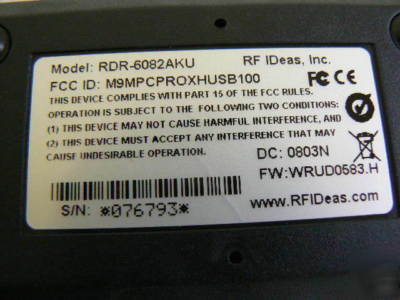 Model: RDR-6082AKU RF IDeas, Inc.
FCC ID: M9MPCPROXHUSB100 FC CE
THIS DEVICE COMPLIES WITH PART 15 OF THE FCC RULES.
OPERATION IS SUBJECT TO THE FOLLOWING TWO CONDITIONS:
(1) THIS DEVICE MAY NOT CAUSE HARMFUL INTERFERENCE, AND
(2) THIS DEVICE MUST ACCEPT ANY INTERFERENCE THAT MAY
CAUSE UNDESIRABLE OPERATION.
DC: 0803N
FW:WRUD0583.H
S/N: *076793*
www.RFIDeas.com